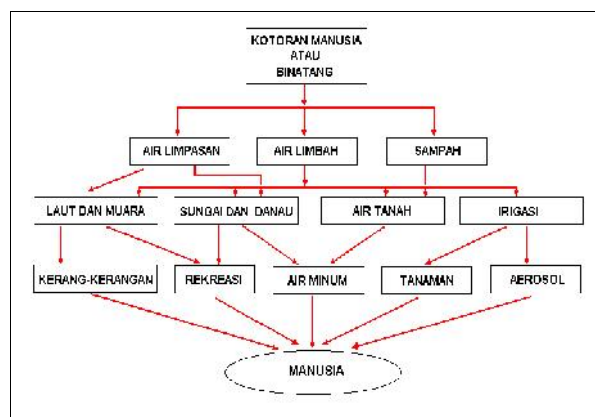 KOTORAN MANUSIA
ATAU
BINATANG
AIR LIMPASAN
AIR LIMBAH
SAMPAH
LAUT DAN MUARA
SUNGAI DAN DANAU
AIR TANAH
IRIGASI
KERANG-KERANGAN
REKREASI
AIR MINUM
TANAMAN
AEROSOL
MANUSIA